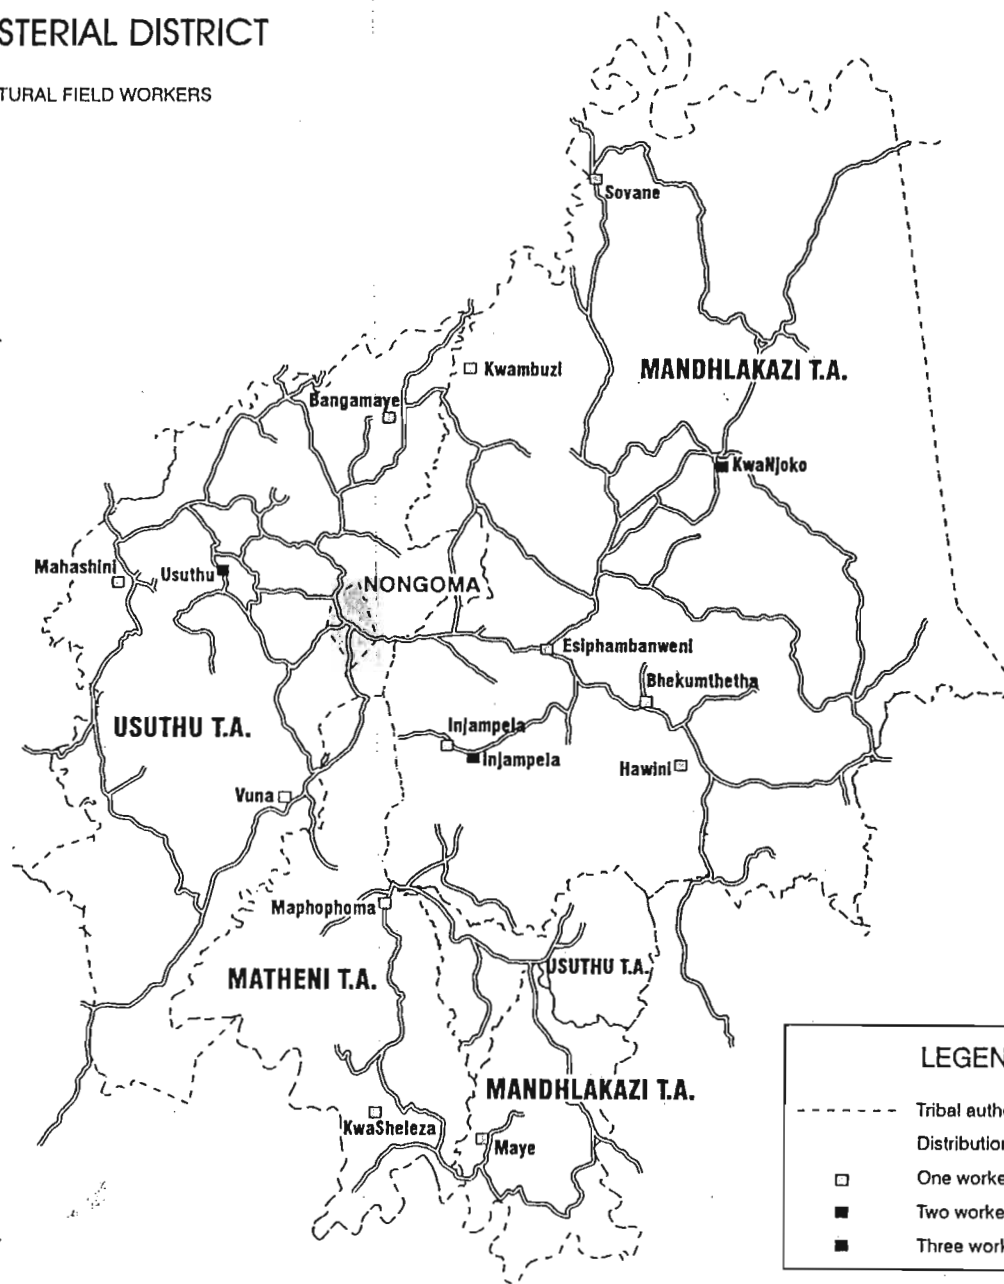 STERIAL DISTRICT
TURAL FIELD WORKERS
Sovane
Kwambuzi
MANDHLAKAZI T.A.
Bangamaye
KwaNjoko
Mahashini
Usuthu
NONGOMA
Esiphambanweni
Bhekumthetha
USUTHU T.A.
Injampela
Injampela
Hawini
Vuna
Maphophoma
MATHENI T.A.
USUTHU T.A.
LEGEN
MANDHLAKAZI T.A.
Tribal autho
KwaSheleza
Maye
Distribution
One worke
Two worke
Three work